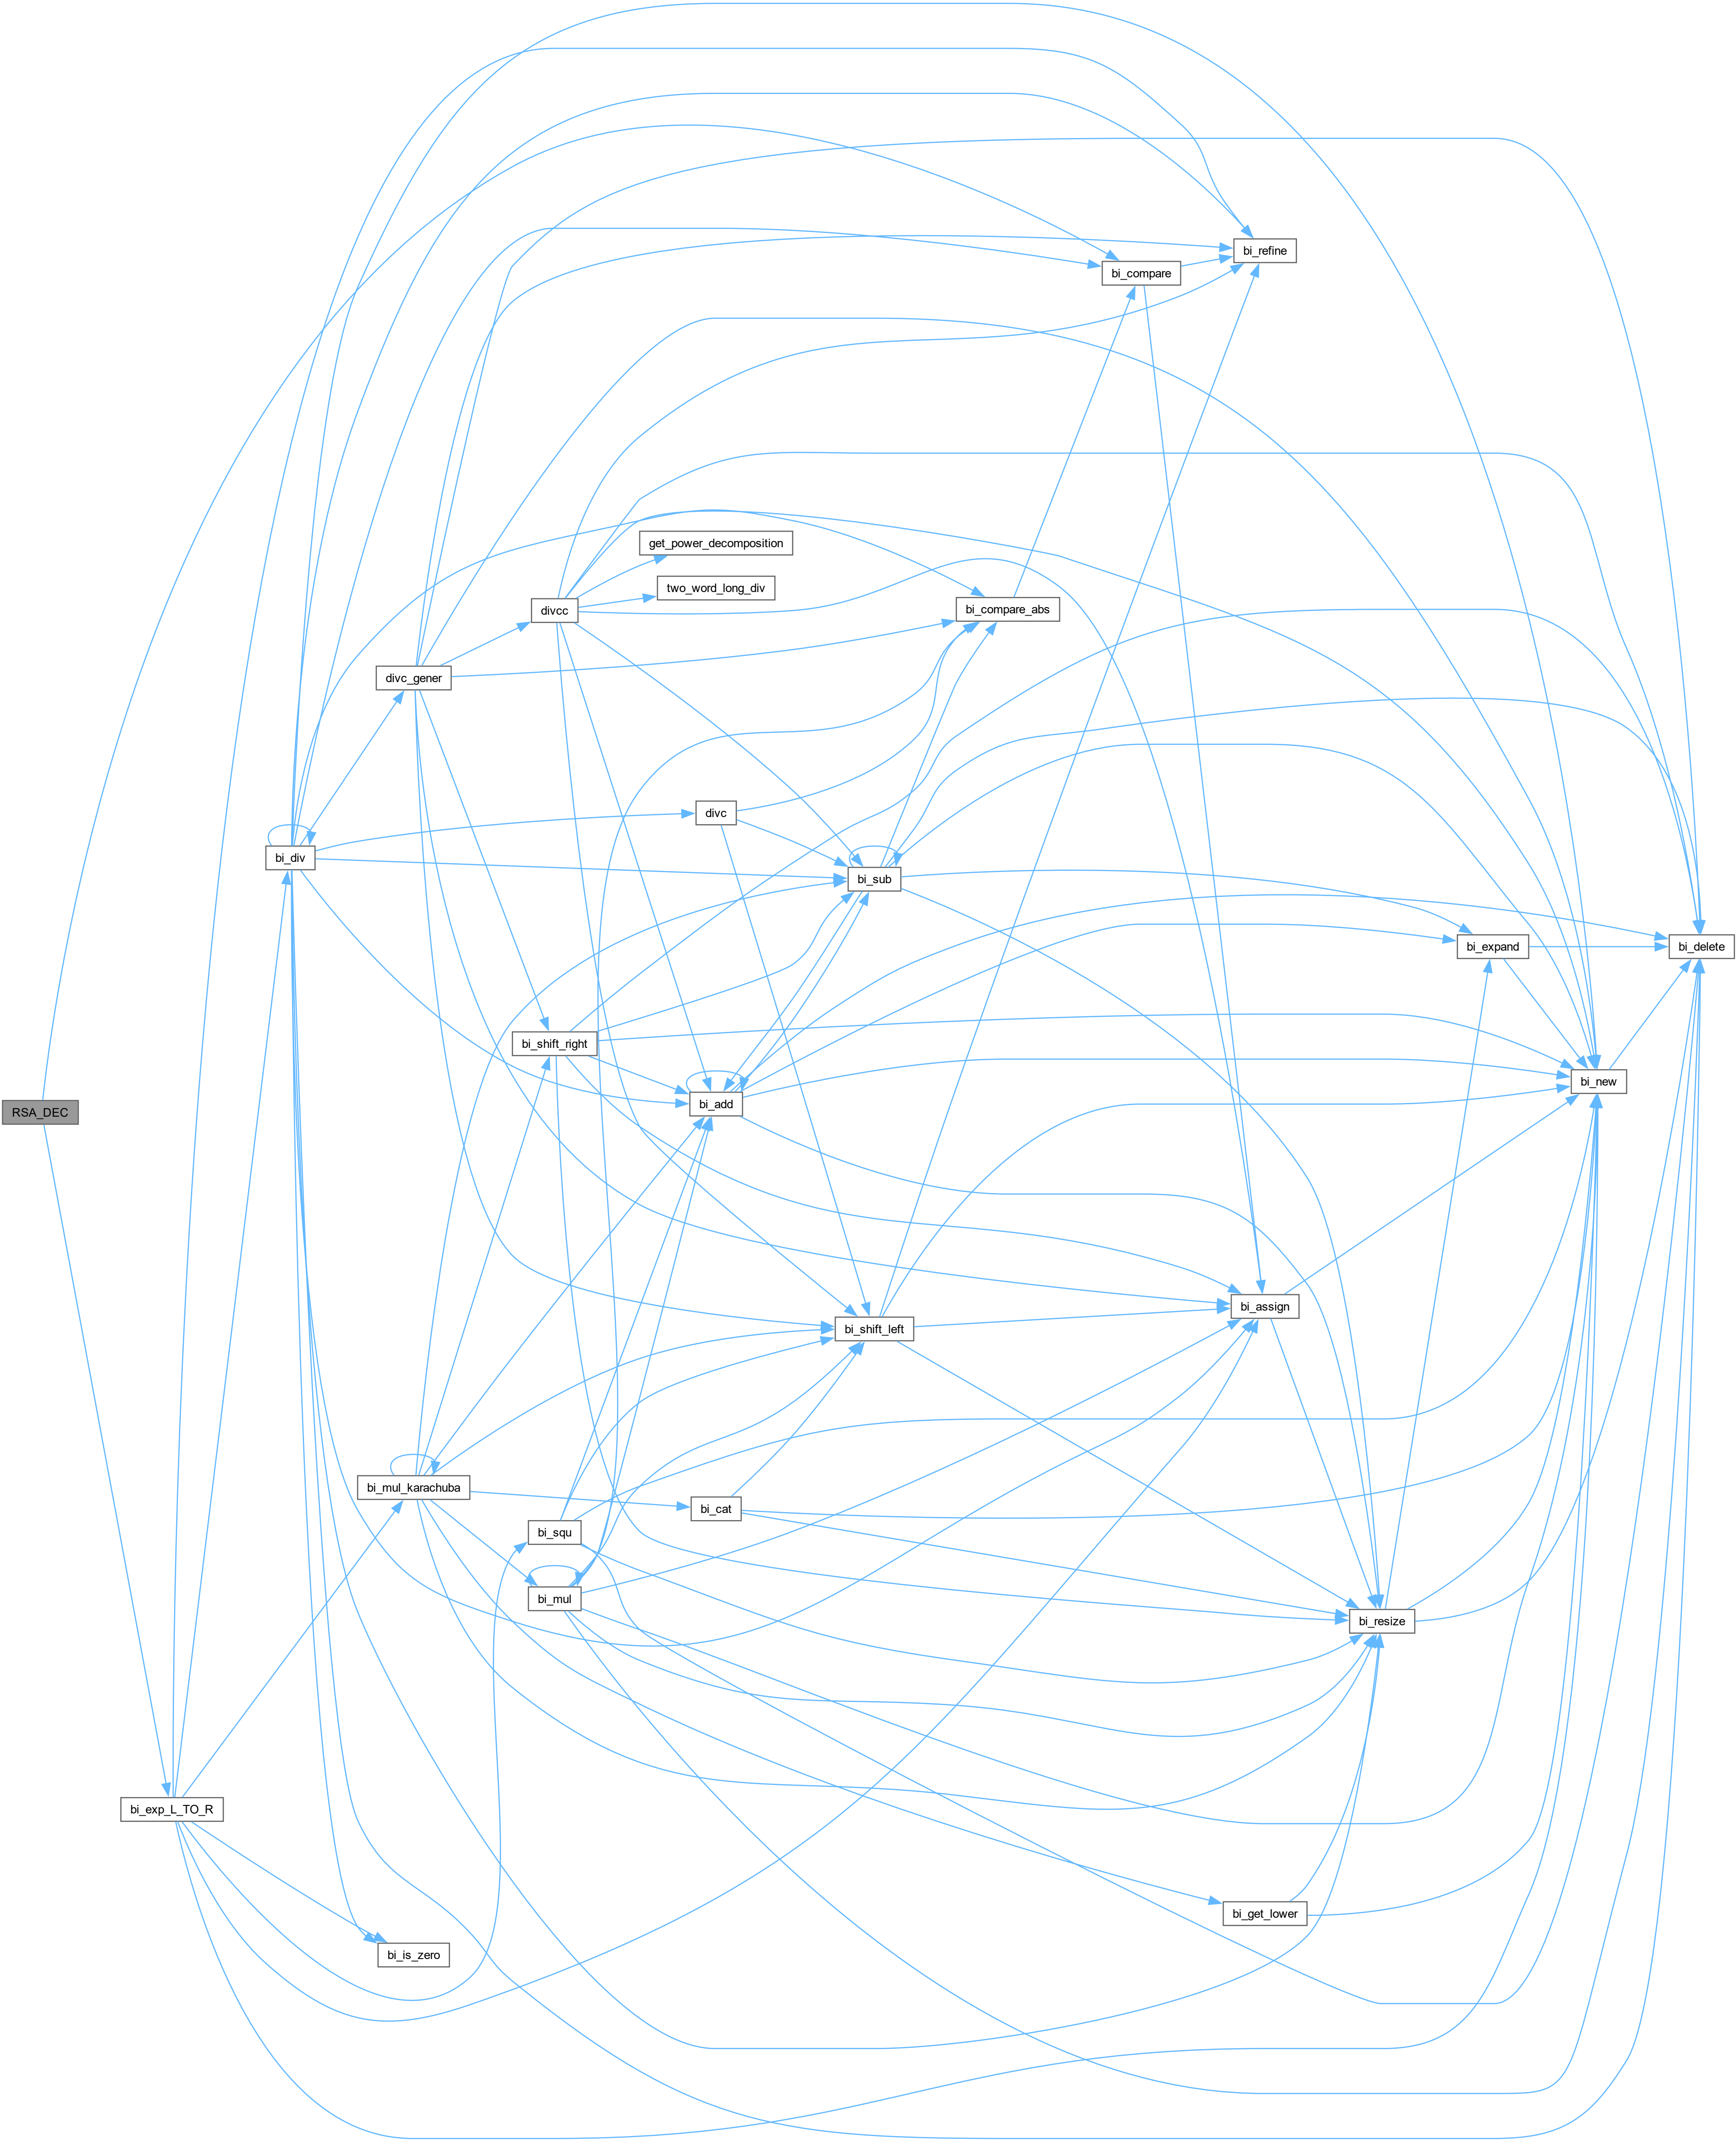 bi_refine
bi_compare
get_power_decomposition
two_word_long_div
divcc
bi_compare_abs
divc_gener
divc
bi_div
bi_sub
bi_expand
bi_delete
bi_shift_right
bi_new
bi_add
RSA_DEC
bi_assign
bi_shift_left
bi_mul_karachuba
bi_cat
bi_squ
bi_mul
bi_resize
bi_exp_L_TO_R
bi_get_lower
bi_is_zero